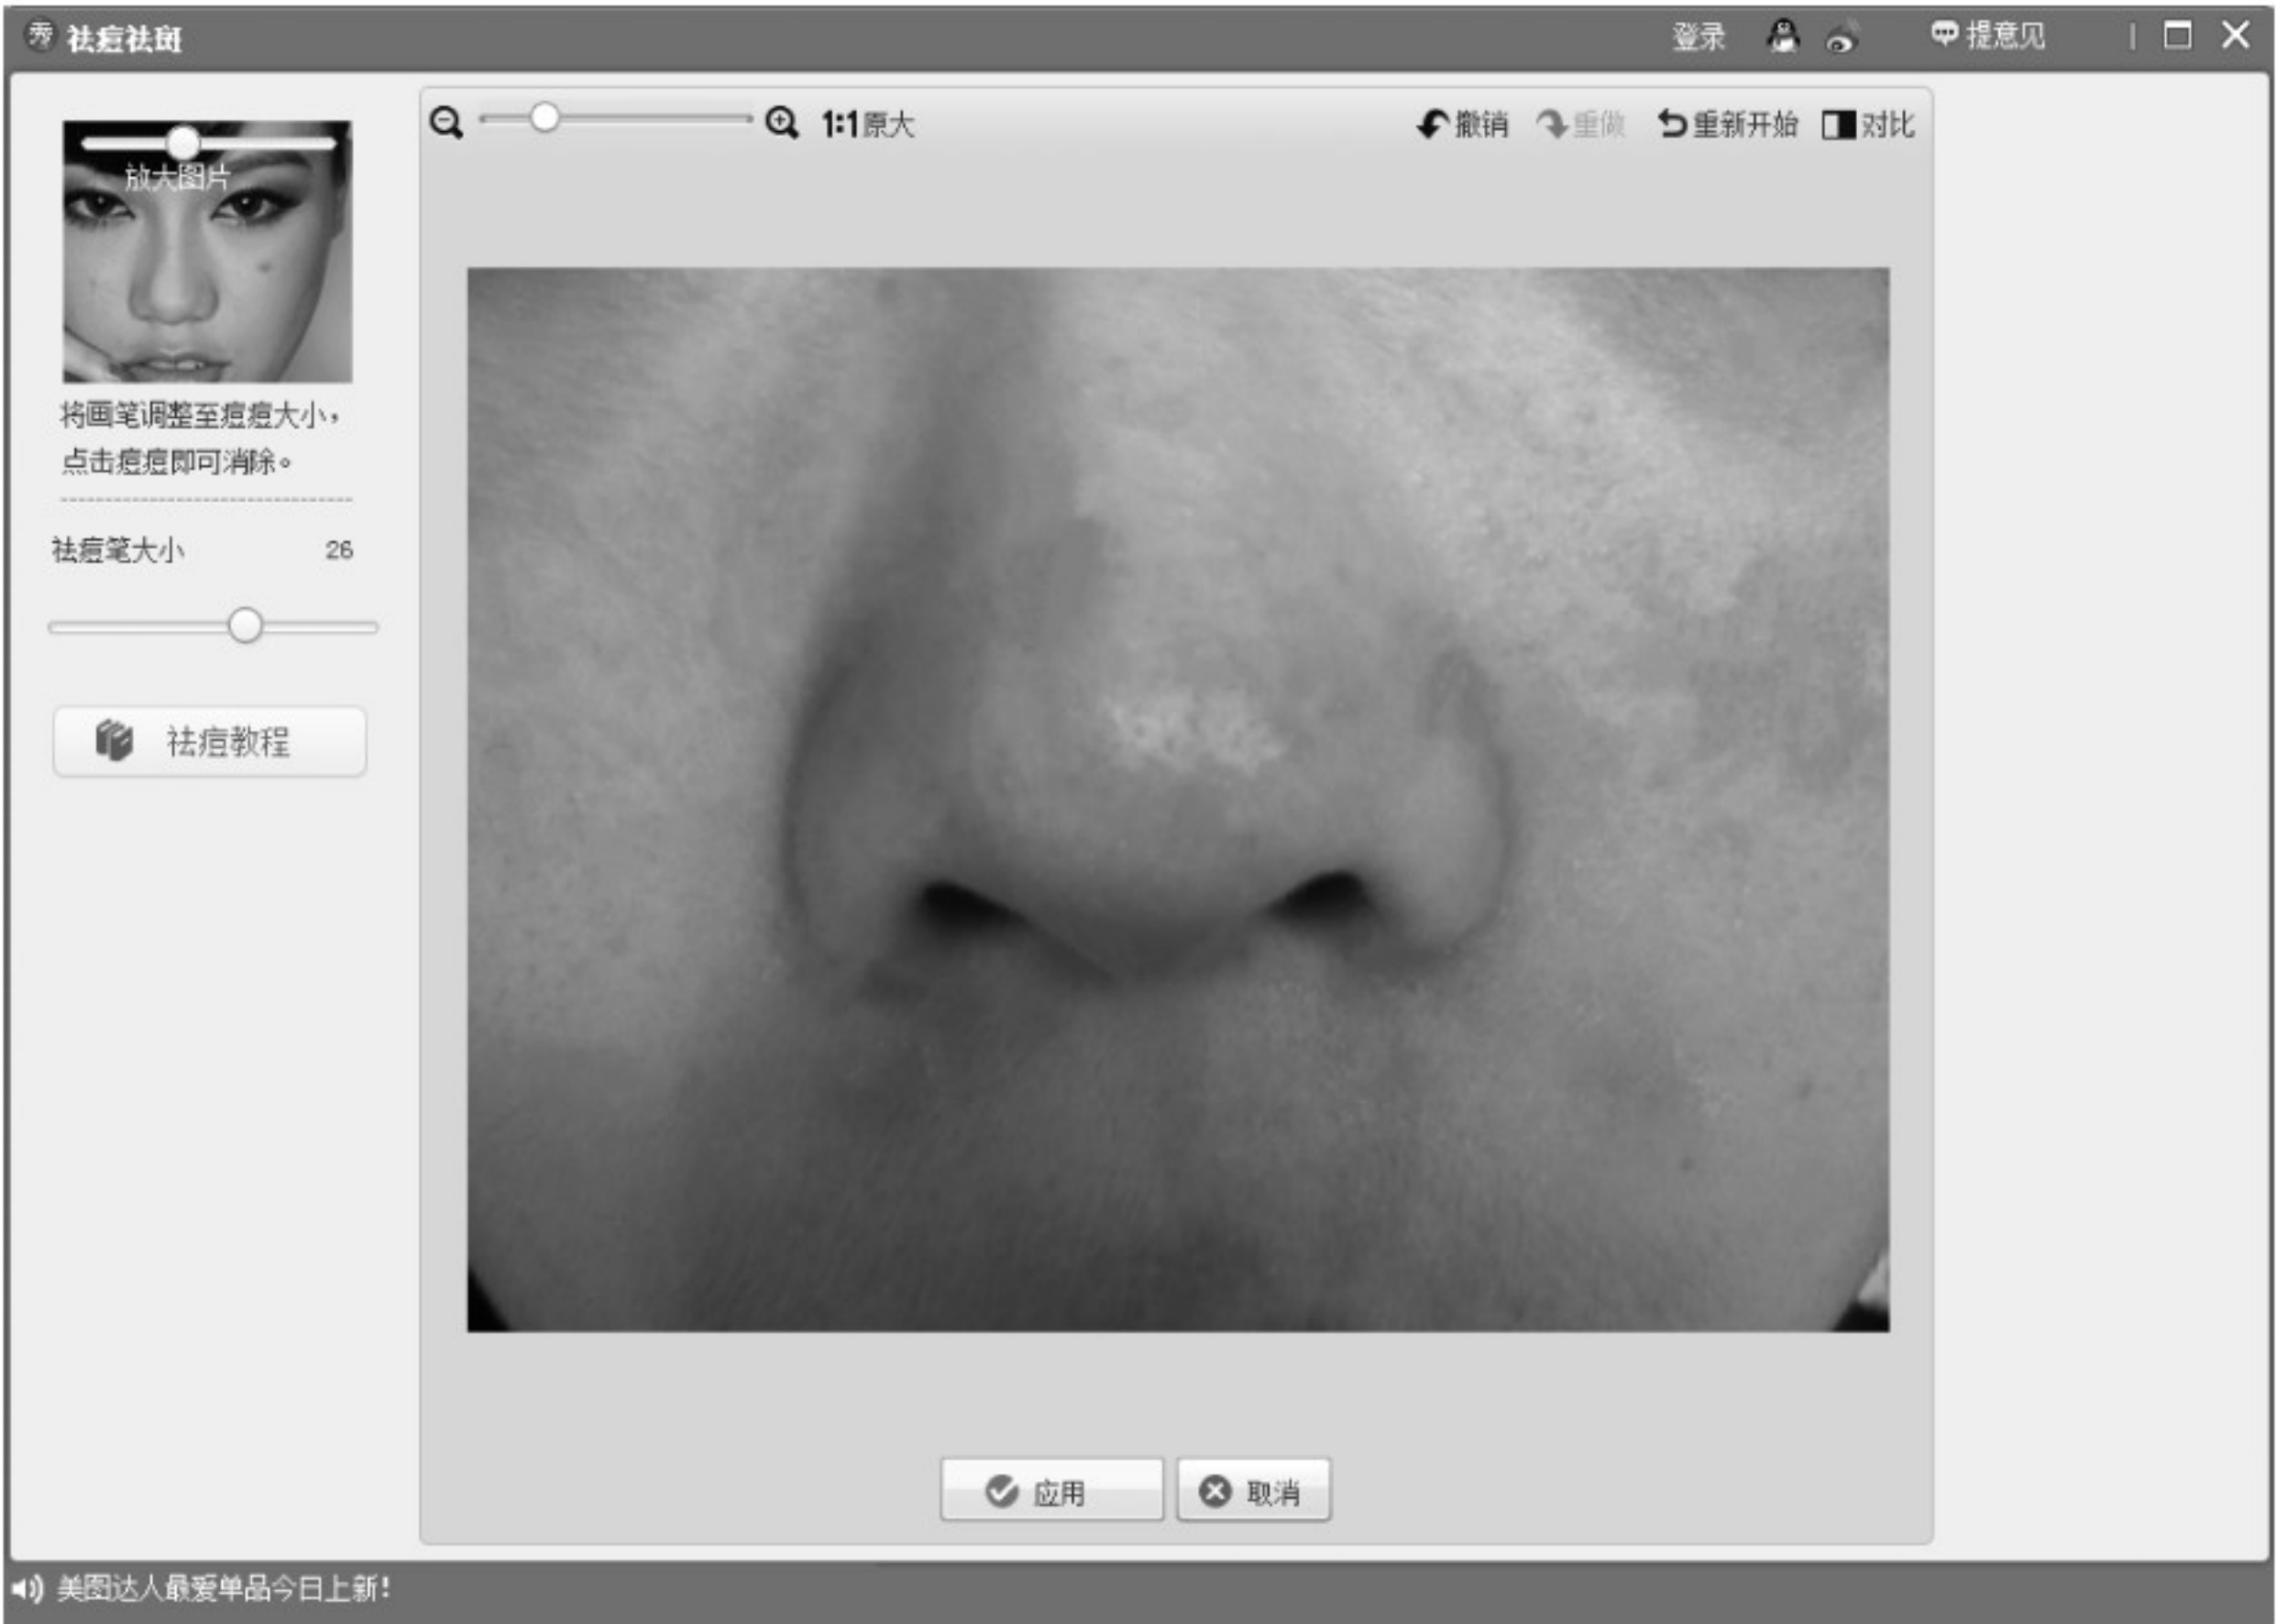 秀 祛痘祛斑
登录 提意见
1:1原大 撤销 重做 重新开始 对比
放大图片
将画笔调整至痘痘大小，
点击痘痘即可消除。
祛痘笔大小 26
祛痘教程
应用 取消
美图达人最爱单品今日上新!